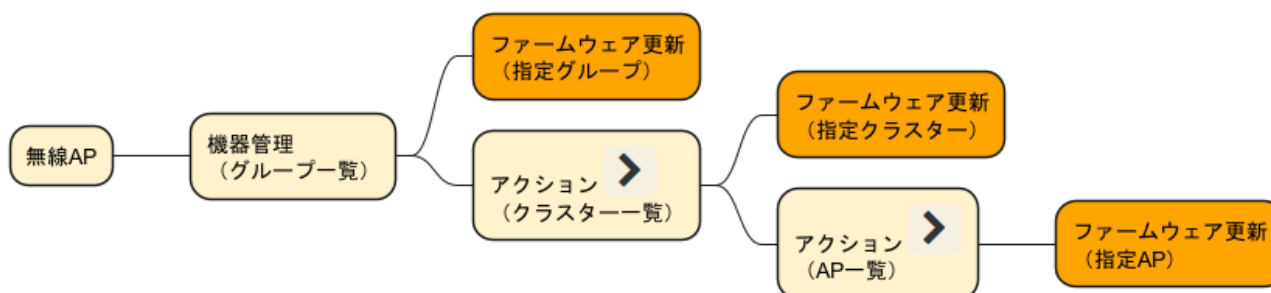 無線AP
機器管理
（グループ一覧）
ファームウェア更新
（指定グループ）
アクション
（クラスター一覧）
ファームウェア更新
（指定クラスター）
アクション
（AP一覧）
ファームウェア更新
（指定AP）